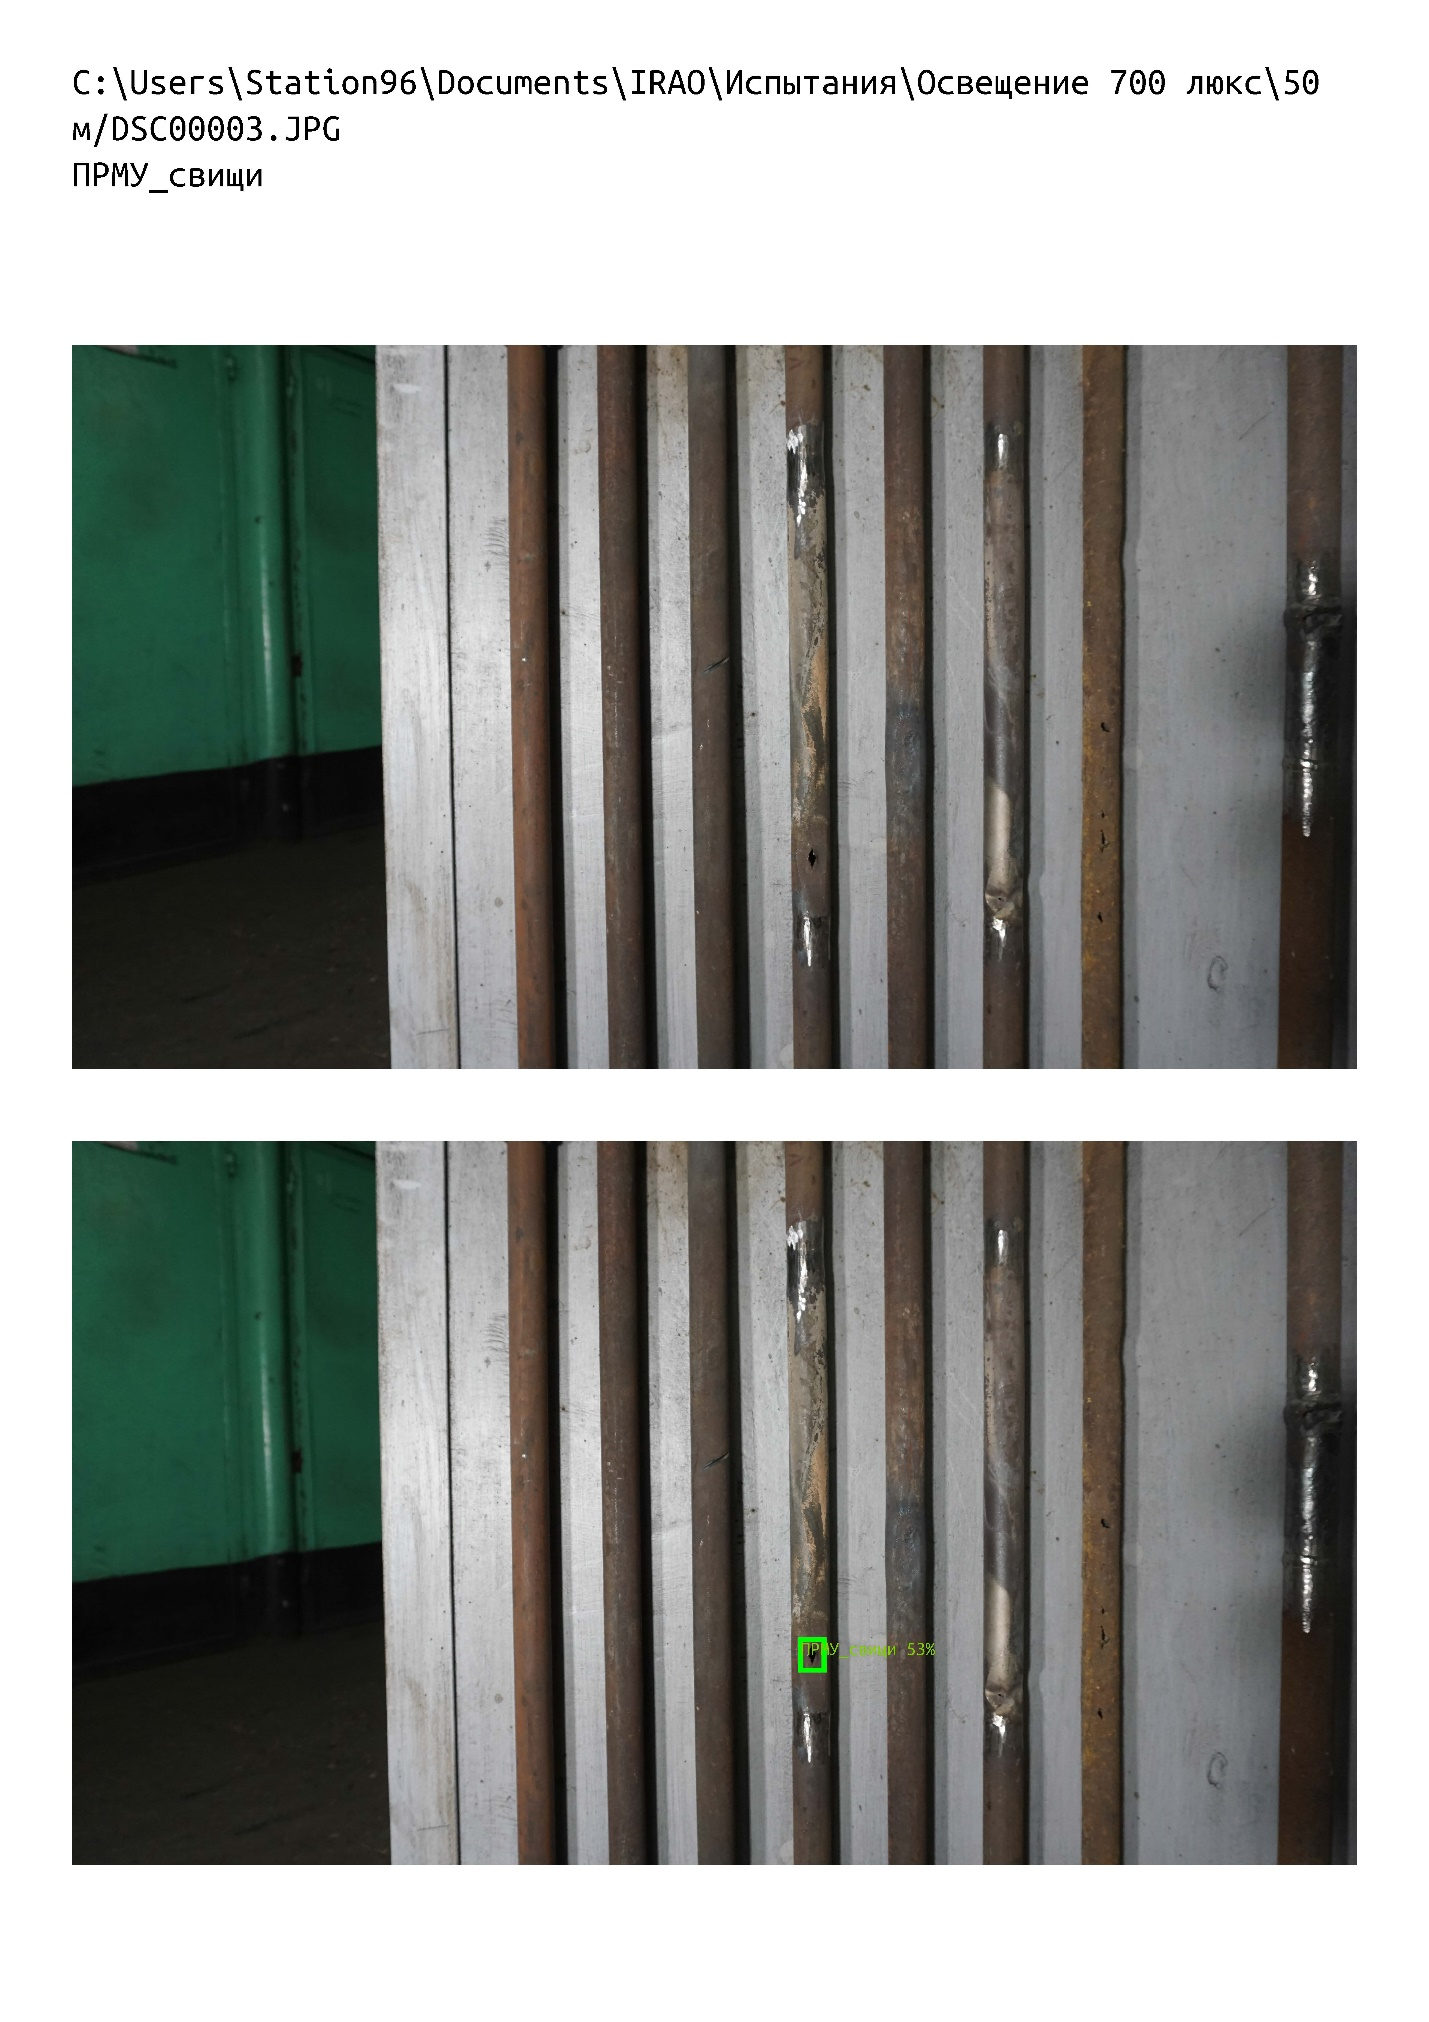 C:\Users\Station96\Documents\IRAO\Испытания\Освещение 700 люкс\50
м/DSC00003.JPG
ПРМУ_свищи
ПРМУ_свищи 53%